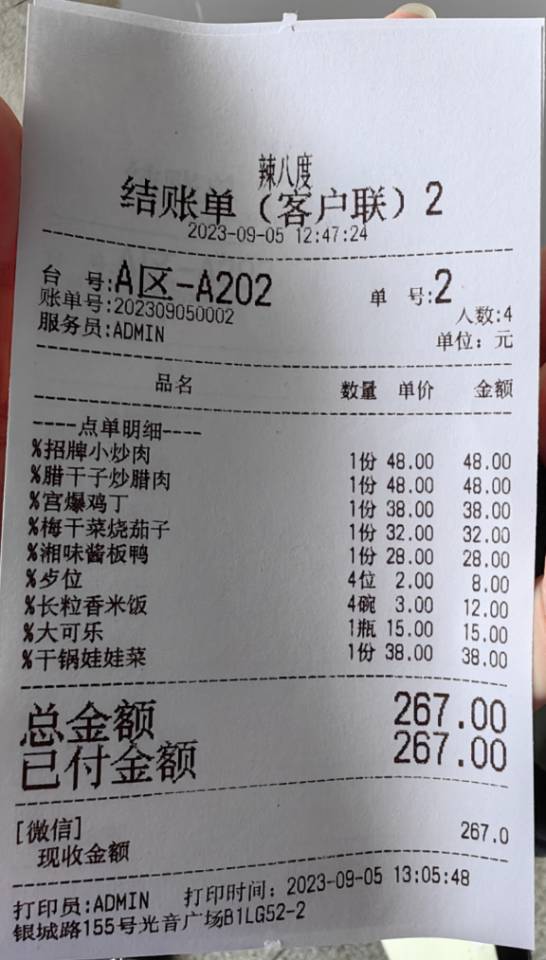 辣八度
结账单（客户联）2
2023-09-05 12:47:24
台 号:A区-A202 单 号:2
账单号:202309050002 人数:4
服务员:ADMIN 单位：元
品名 数量 单价 金额
----点单明细----
%招牌小炒肉 1份 48.00 48.00
%腊干子炒腊肉 1份 48.00 48.00
%宫爆鸡丁 1份 38.00 38.00
%梅干菜烧茄子 1份 32.00 32.00
%湘味酱板鸭 1份 28.00 28.00
%歺位 4位 2.00 8.00
%长粒香米饭 4碗 3.00 12.00
%大可乐 1瓶 15.00 15.00
%干锅娃娃菜 1份 38.00 38.00
总金额 267.00
已付金额 267.00
[微信] 267.0
现收金额
打印员:ADMIN 打印时间：2023-09-05 13:05:48
银城路155号光音广场B1LG52-2